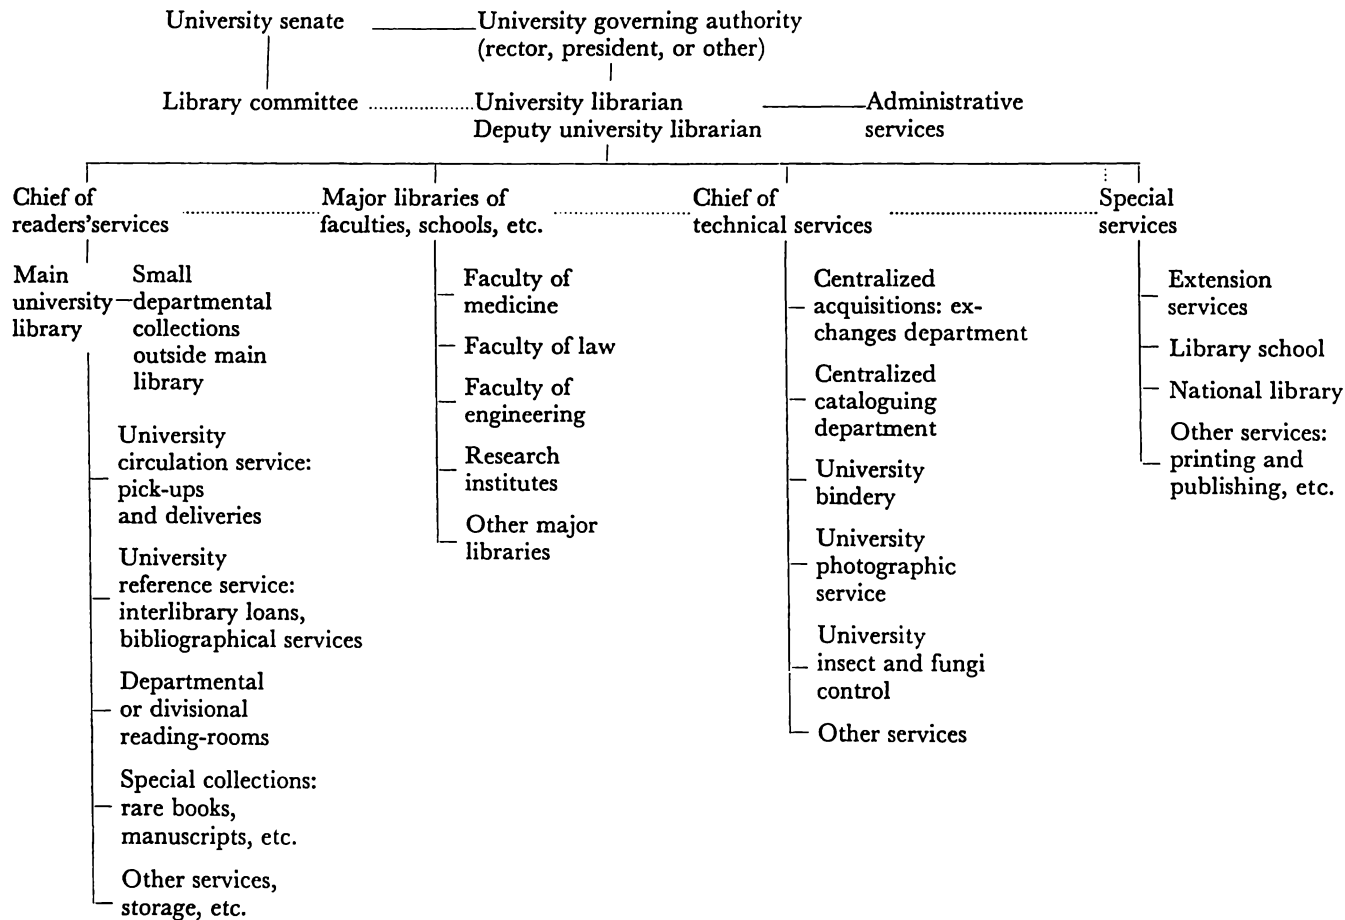 University senate
University governing authority
(rector, president, or other)
Library committee
University librarian
Deputy university librarian
Administrative
services
Chief of
readers'services
Major libraries of
faculties, schools, etc.
Chief of
technical services
Special
services
Main
university
library
Small
departmental
collections
outside main
library
University
circulation service:
pick-ups
and deliveries
University
reference service:
interlibrary loans,
bibliographical services
Departmental
or divisional
reading-rooms
Special collections:
rare books,
manuscripts, etc.
Other services,
storage, etc.
Faculty of
medicine
Faculty of law
Faculty of
engineering
Research
institutes
Other major
libraries
Centralized
acquisitions: ex-
changes department
Centralized
cataloguing
department
University
bindery
University
photographic
service
University
insect and fungi
control
Other services
Extension
services
Library school
National library
Other services:
printing and
publishing, etc.